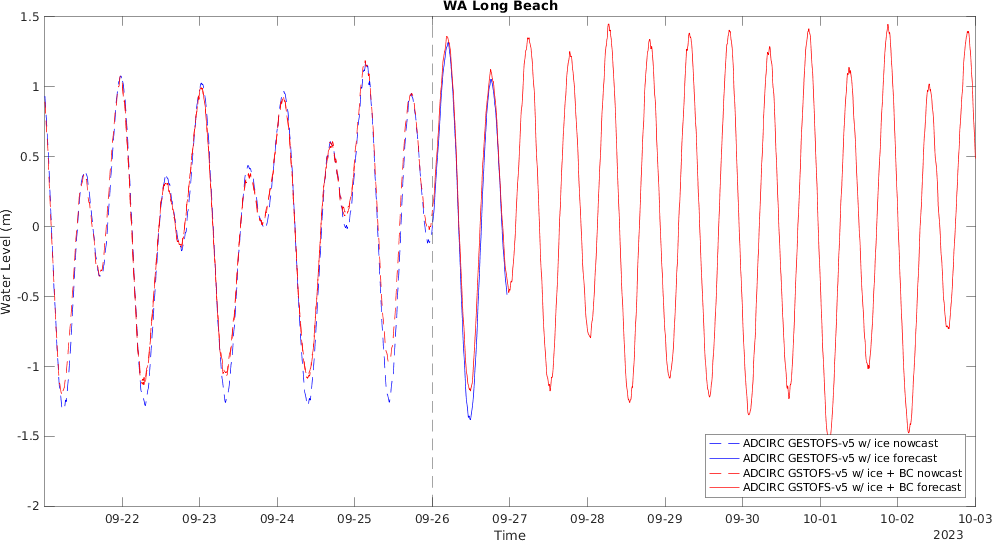 WA Long Beach
1.5
1
0.5
0
-0.5
-1
-1.5
-2
Water Level (m)
ADCIRC GESTOFS-v5 w/ ice nowcast
ADCIRC GESTOFS-v5 w/ ice forecast
ADCIRC GSTOFS-v5 w/ ice + BC nowcast
ADCIRC GSTOFS-v5 w/ ice + BC forecast
09-22 09-23 09-24 09-25 09-26 09-27 09-28 09-29 09-30 10-01 10-02 10-03
Time
2023